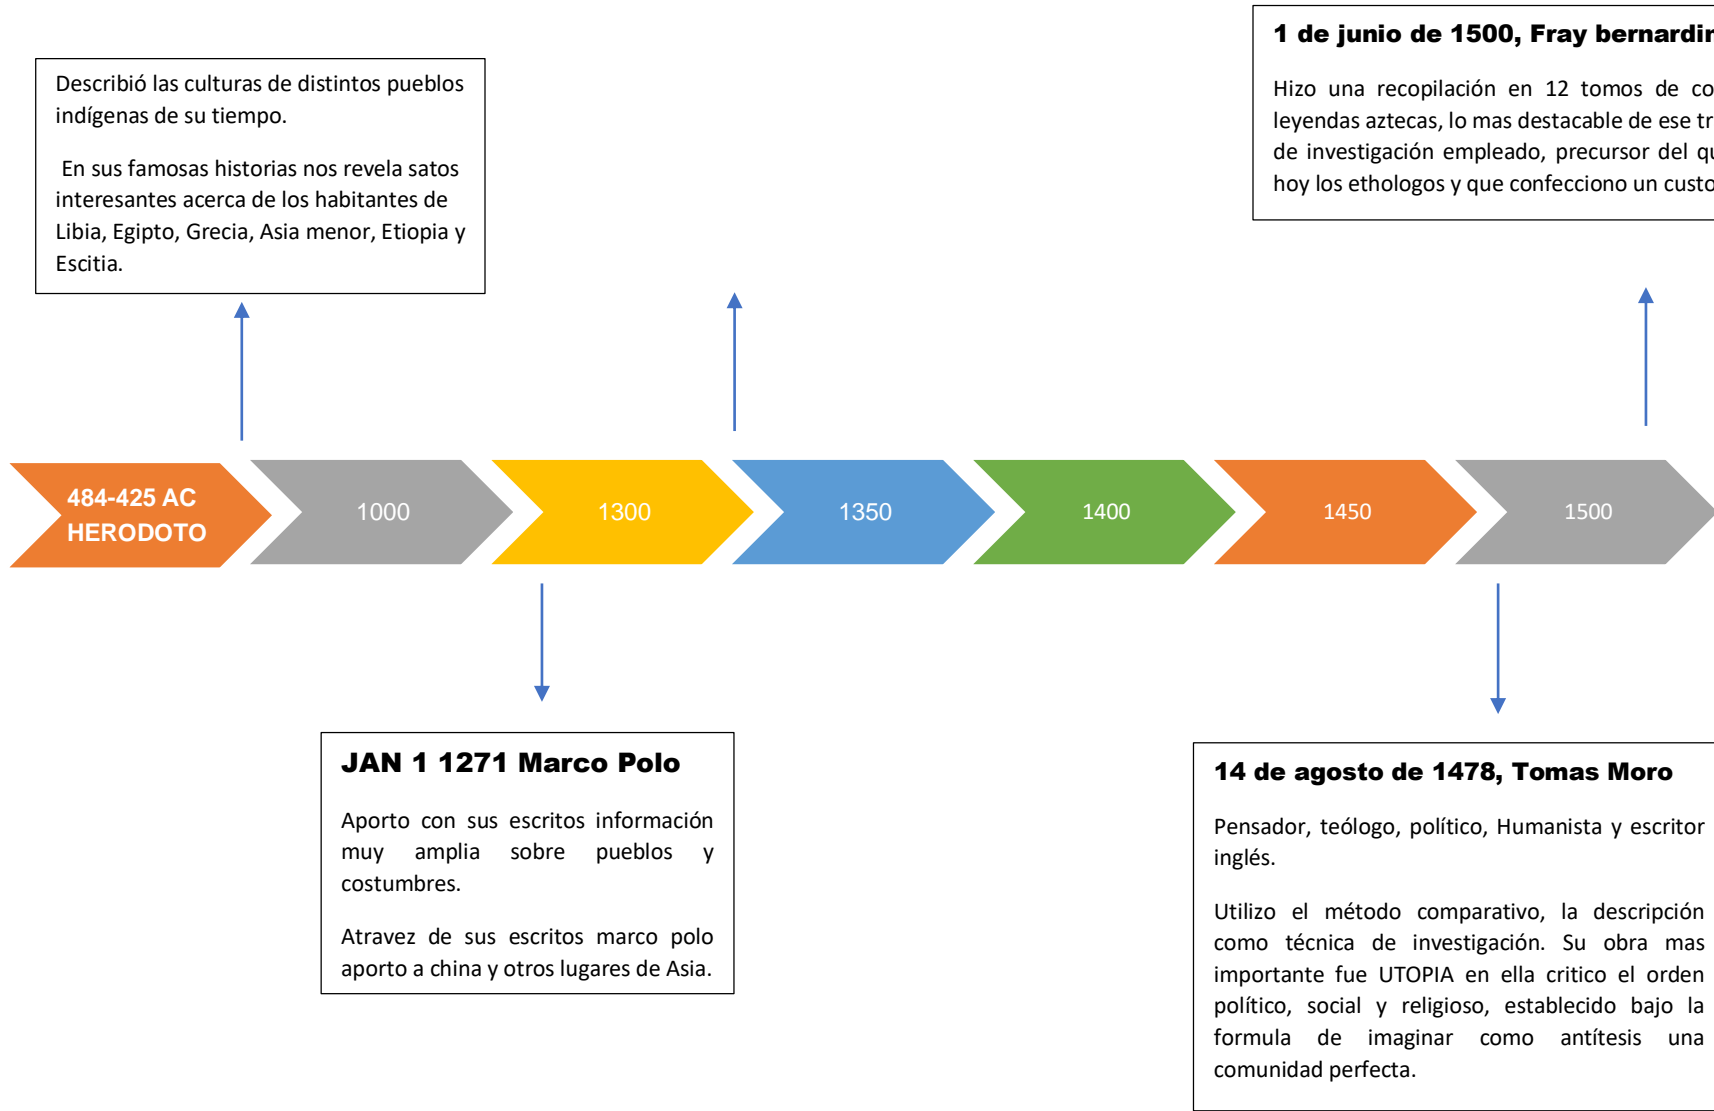 Describió las culturas de distintos pueblos
indígenas de su tiempo.
En sus famosas historias nos revela satos
interesantes acerca de los habitantes de
Libia, Egipto, Grecia, Asia menor, Etiopia y
Escitia.
1 de junio de 1500, Fray
Hizo una recopilación en 12 tomos de
leyendas aztecas, lo mas destacable de ese
de investigación empleado, precursor del
hoy los ethologos y que confecciono un
484-425 AC
HERODOTO
1000
1300
1350
1400
1450
1500
JAN 1 1271 Marco Polo
Aporto con sus escritos información
muy amplia sobre pueblos y
costumbres.
Atravez de sus escritos marco polo
aporto a china y otros lugares de Asia.
14 de agosto de 1478, Tomas Moro
Pensador, teólogo, político, Humanista y escritor
inglés.
Utilizo el método comparativo, la descripción
como técnica de investigación. Su obra mas
importante fue UTOPIA en ella critico el orden
político, social y religioso, establecido bajo la
formula de imaginar como antítesis una
comunidad perfecta.